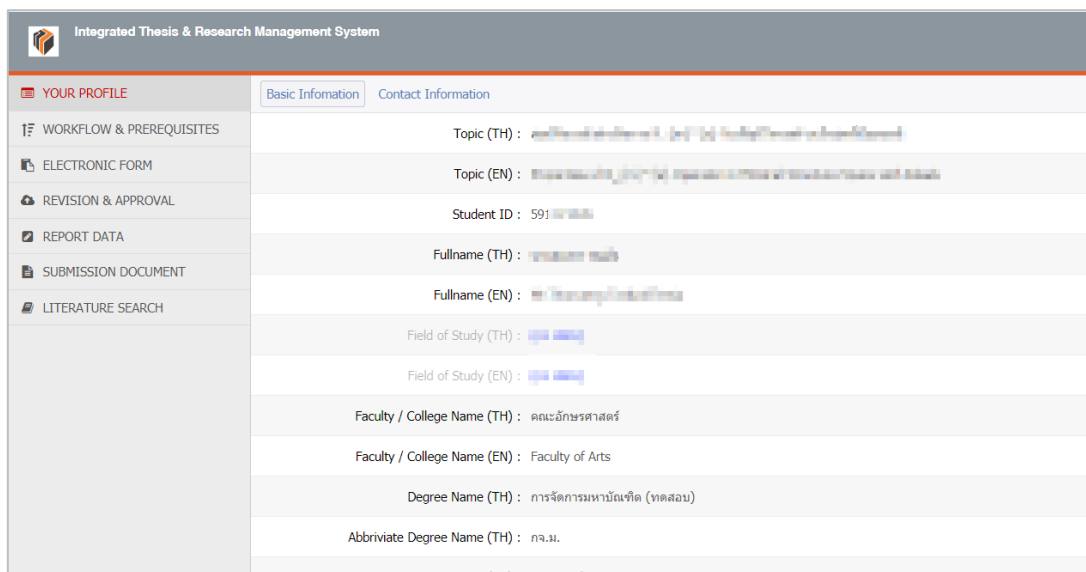 Integrated Thesis & Research Management System
YOUR PROFILE
WORKFLOW & PREREQUISITES
ELECTRONIC FORM
REVISION & APPROVAL
REPORT DATA
SUBMISSION DOCUMENT
LITERATURE SEARCH
Basic Infomation Contact Information
Topic (TH) :
Topic (EN) :
Student ID : 591
Fullname (TH) :
Fullname (EN) :
Field of Study (TH) :
Field of Study (EN) :
Faculty / College Name (TH) : คณะอักษรศาสตร์
Faculty / College Name (EN) : Faculty of Arts
Degree Name (TH) : การจัดการมหาบัณฑิต (ทดสอบ)
Abbriviate Degree Name (TH) : กจ.ม.